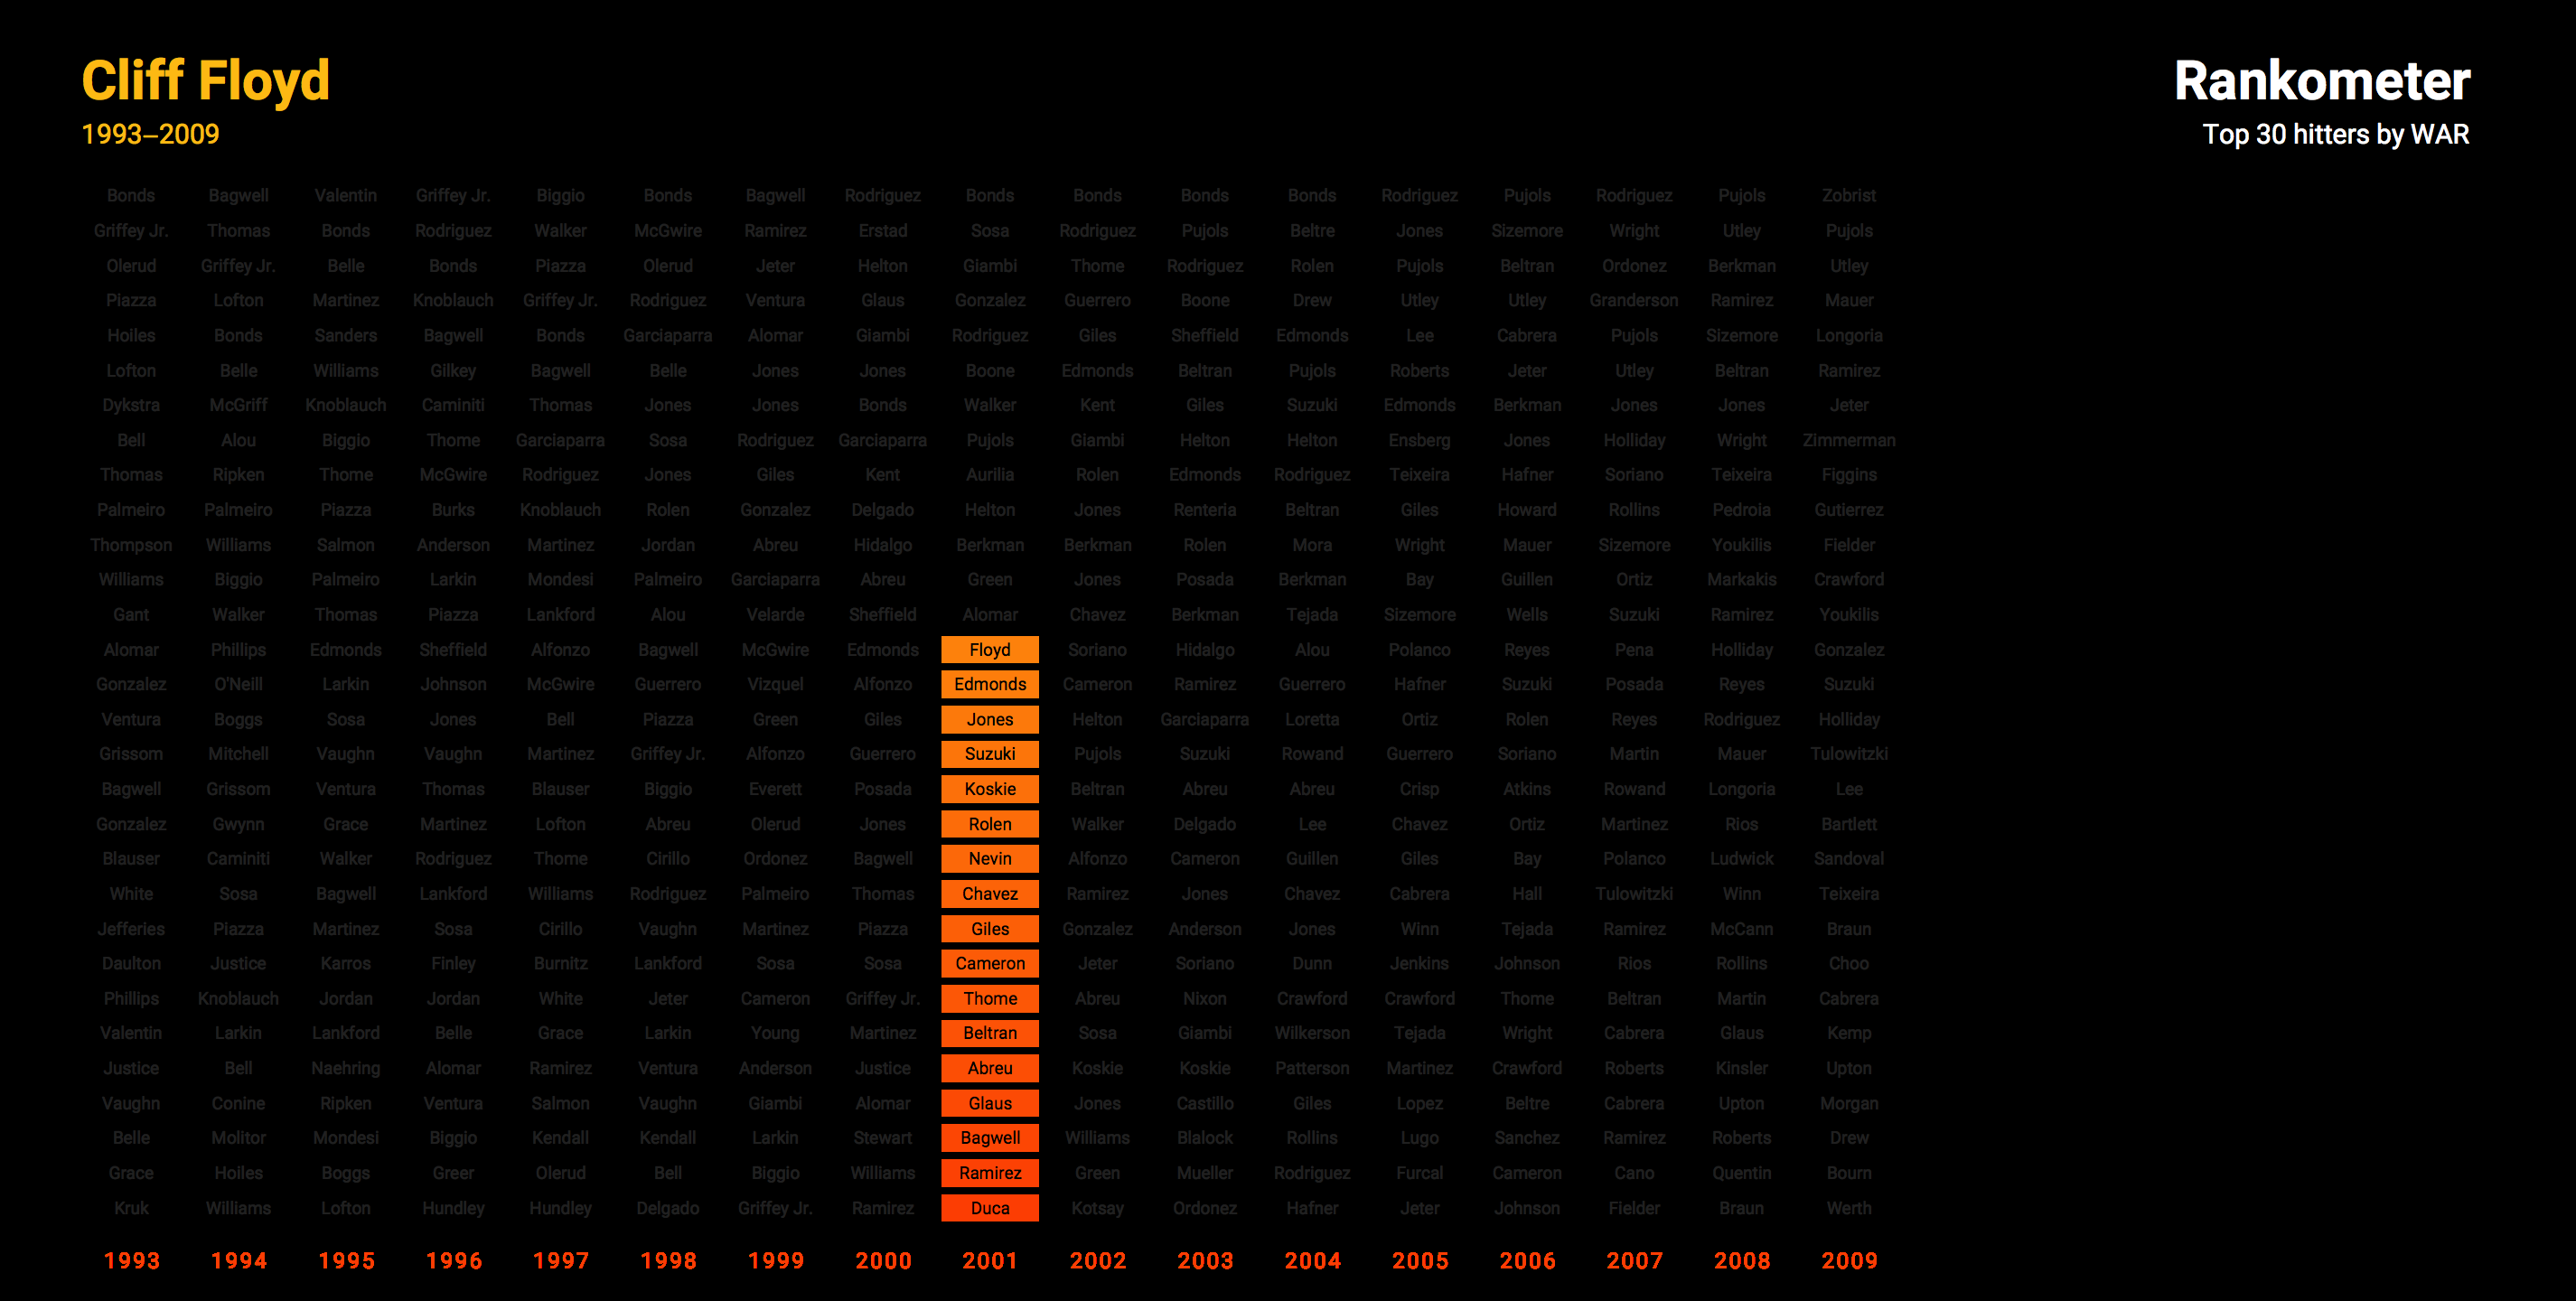 Cliff Floyd
1993–2009
Rankometer
Top 30 hitters by WAR
Bonds Bagwell Valentin Griffey Jr. Biggio Bonds Bagwell Rodriguez Bonds Bonds Bonds Bonds Rodriguez Pujols Rodriguez Pujols Zobrist
Griffey Jr. Thomas Bonds Rodriguez Walker McGwire Ramirez Erstad Sosa Rodriguez Pujols Beltre Jones Sizemore Wright Utley Pujols
Olerud Griffey Jr. Belle Bonds Piazza Olerud Jeter Helton Giambi Thome Rodriguez Rolen Pujols Beltran Ordonez Berkman Utley
Piazza Lofton Martinez Knoblauch Griffey Jr. Rodriguez Ventura Glaus Gonzalez Guerrero Boone Drew Utley Utley Granderson Ramirez Mauer
Hoiles Bonds Sanders Bagwell Bonds Garciaparra Alomar Giambi Rodriguez Giles Sheffield Edmonds Lee Cabrera Pujols Sizemore Longoria
Lofton Belle Williams Gilkey Bagwell Belle Jones Jones Boone Edmonds Beltran Pujols Roberts Jeter Utley Beltran Ramirez
Dykstra McGriff Knoblauch Caminiti Thomas Jones Jones Bonds Walker Kent Giles Suzuki Edmonds Berkman Jones Jones Jeter
Bell Alou Biggio Thome Garciaparra Sosa Rodriguez Garciaparra Pujols Giambi Helton Helton Ensberg Jones Holliday Wright Zimmerman
Thomas Ripken Thome McGwire Rodriguez Jones Giles Kent Aurilia Rolen Edmonds Rodriguez Teixeira Hafner Soriano Teixeira Figgins
Palmeiro Palmeiro Piazza Burks Knoblauch Rolen Gonzalez Delgado Helton Jones Renteria Beltran Giles Howard Rollins Pedroia Gutierrez
Thompson Williams Salmon Anderson Martinez Jordan Abreu Hidalgo Berkman Berkman Rolen Mora Wright Mauer Sizemore Youkilis Fielder
Williams Biggio Palmeiro Larkin Mondesi Palmeiro Garciaparra Abreu Green Jones Posada Berkman Bay Guillen Ortiz Markakis Crawford
Gant Walker Thomas Piazza Lankford Alou Velarde Sheffield Alomar Chavez Berkman Tejada Sizemore Wells Suzuki Ramirez Youkilis
Alomar Phillips Edmonds Sheffield Alfonzo Bagwell McGwire Edmonds Floyd Soriano Hidalgo Alou Polanco Reyes Pena Holliday Gonzalez
Gonzalez O'Neill Larkin Johnson McGwire Guerrero Vizquel Alfonzo Edmonds Cameron Ramirez Guerrero Hafner Suzuki Posada Reyes Suzuki
Ventura Boggs Sosa Jones Bell Piazza Green Giles Jones Helton Garciaparra Loretta Ortiz Rolen Reyes Rodriguez Holliday
Grissom Mitchell Vaughn Vaughn Martinez Griffey Jr. Alfonzo Guerrero Suzuki Pujols Suzuki Rowand Guerrero Soriano Martin Mauer Tulowitzki
Bagwell Grissom Ventura Thomas Blauser Biggio Everett Posada Koskie Beltran Abreu Abreu Crisp Atkins Rowand Longoria Lee
Gonzalez Gwynn Grace Martinez Lofton Abreu Olerud Jones Rolen Walker Delgado Lee Chavez Ortiz Martinez Rios Bartlett
Blauser Caminiti Walker Rodriguez Thome Cirillo Ordonez Bagwell Nevin Alfonzo Cameron Guillen Giles Bay Polanco Ludwick Sandoval
White Sosa Bagwell Lankford Williams Rodriguez Palmeiro Thomas Chavez Ramirez Jones Chavez Cabrera Hall Tulowitzki Winn Teixeira
Jefferies Piazza Martinez Sosa Cirillo Vaughn Martinez Piazza Giles Gonzalez Anderson Jones Winn Tejada Ramirez McCann Braun
Daulton Justice Karros Finley Burnitz Lankford Sosa Sosa Cameron Jeter Soriano Dunn Jenkins Johnson Rios Rollins Choo
Phillips Knoblauch Jordan Jordan White Jeter Cameron Griffey Jr. Thome Abreu Nixon Crawford Crawford Thome Beltran Martin Cabrera
Valentin Larkin Lankford Belle Grace Larkin Young Martinez Beltran Sosa Giambi Wilkerson Tejada Wright Cabrera Glaus Kemp
Justice Bell Naehring Alomar Ramirez Ventura Anderson Justice Abreu Koskie Koskie Patterson Martinez Crawford Roberts Kinsler Upton
Vaughn Conine Ripken Ventura Salmon Vaughn Giambi Alomar Glaus Jones Castillo Giles Lopez Beltre Cabrera Upton Morgan
Belle Molitor Mondesi Biggio Kendall Kendall Larkin Stewart Bagwell Williams Blalock Rollins Lugo Sanchez Ramirez Roberts Drew
Grace Hoiles Boggs Greer Olerud Bell Biggio Williams Ramirez Green Mueller Rodriguez Furcal Cameron Cano Quentin Bourn
Kruk Williams Lofton Hundley Hundley Delgado Griffey Jr. Ramirez Duca Kotsay Ordonez Hafner Jeter Johnson Fielder Braun Werth
1993 1994 1995 1996 1997 1998 1999 2000 2001 2002 2003 2004 2005 2006 2007 2008 2009